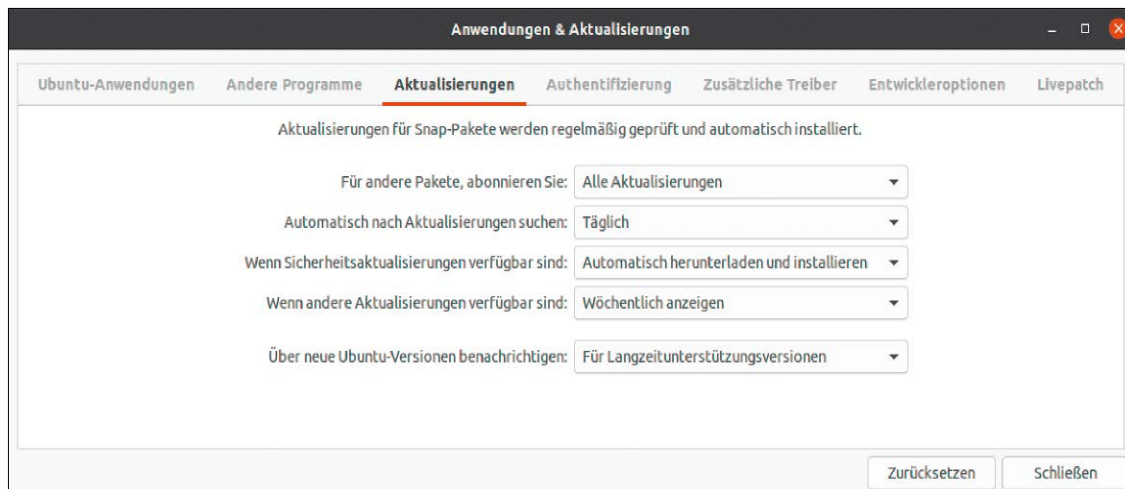 Anwendungen & Aktualisierungen
Ubuntu-Anwendungen Andere Programme Aktualisierungen Authentifizierung Zusätzliche Treiber Entwickleroptionen Livepatch
Aktualisierungen für Snap-Pakete werden regelmäßig geprüft und automatisch installiert.
Für andere Pakete, abonnieren Sie: Alle Aktualisierungen
Automatisch nach Aktualisierungen suchen: Täglich
Wenn Sicherheitsaktualisierungen verfügbar sind: Automatisch herunterladen und installieren
Wenn andere Aktualisierungen verfügbar sind: Wöchentlich anzeigen
Über neue Ubuntu-Versionen benachrichtigen: Für Langzeitunterstützungsversionen
Zurücksetzen Schließen